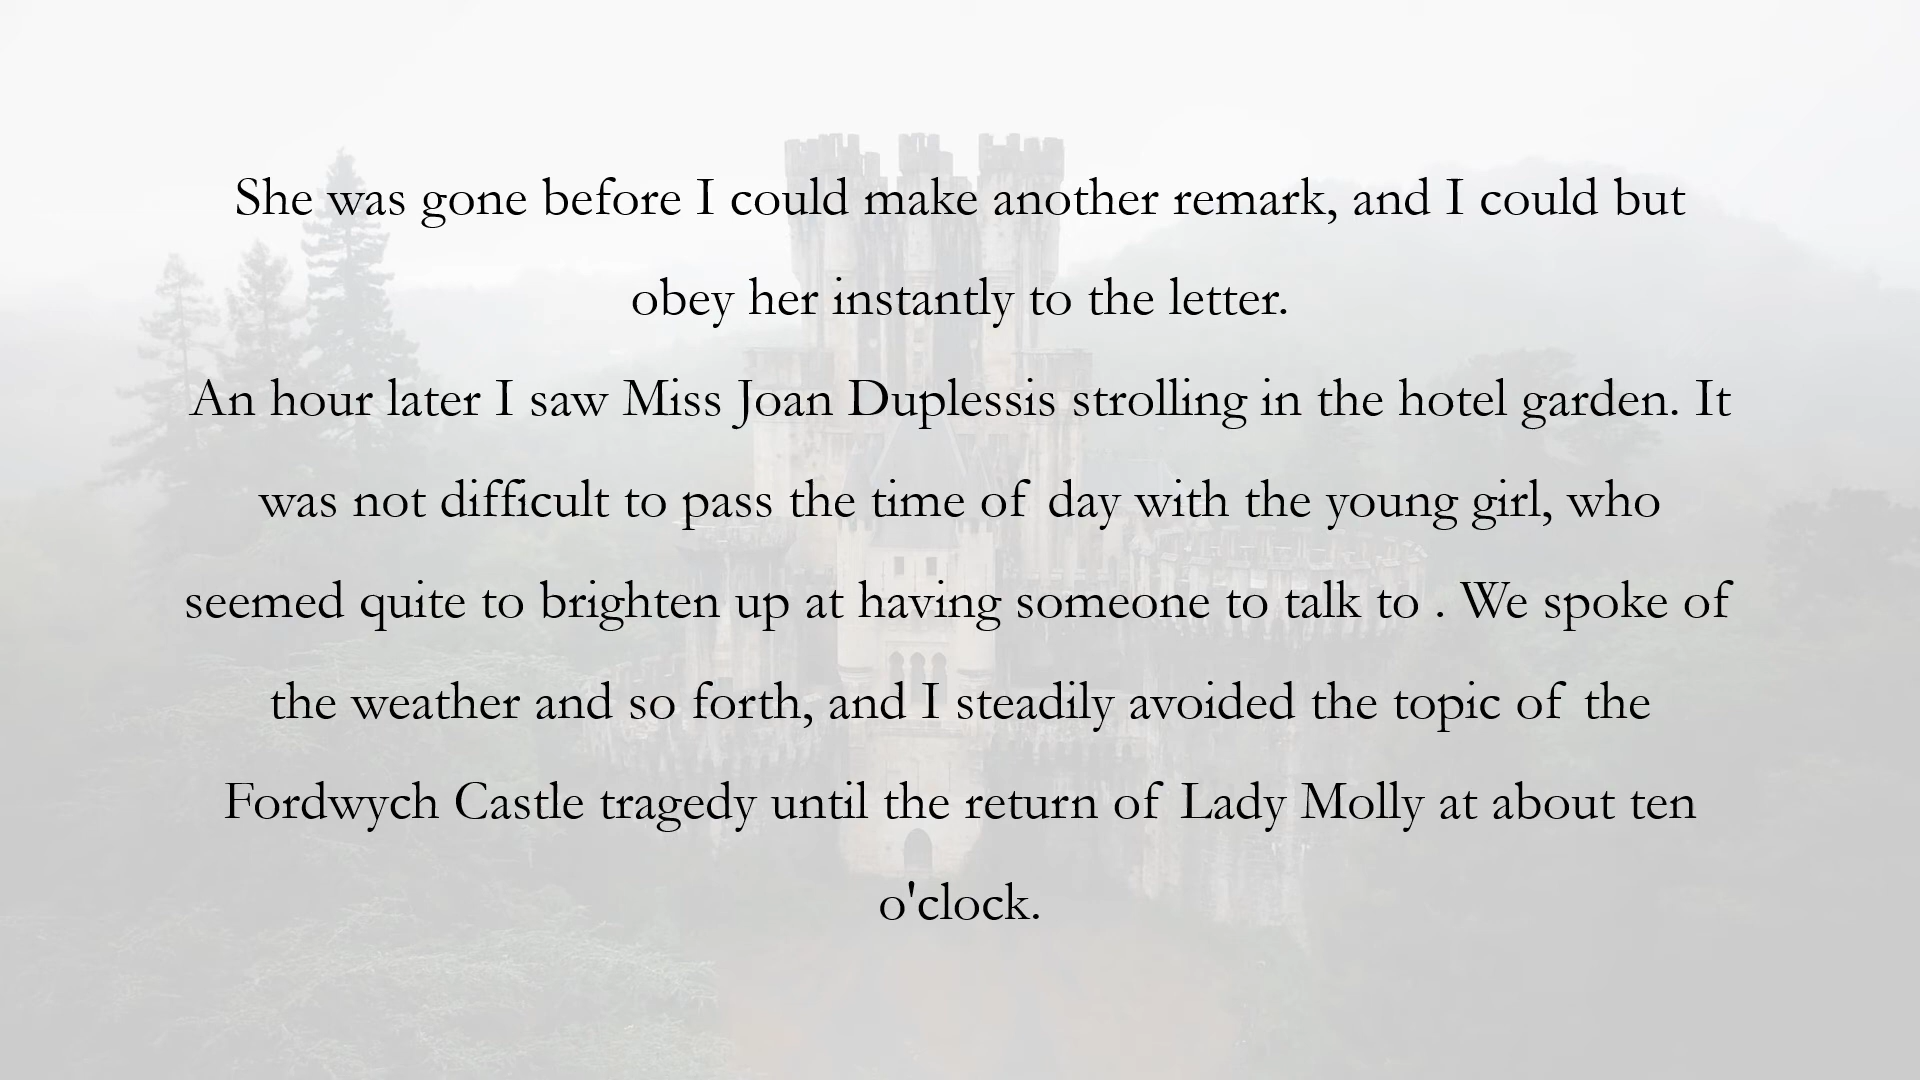 She was gone before I could make another remark, and I could but
obey her instantly to the letter.
An hour later I saw Miss Joan Duplessis strolling in the hotel garden. It
was not difficult to pass the time of day with the young girl, who
seemed quite to brighten up at having someone to talk to . We spoke of
the weather and so forth, and I steadily avoided the topic of the
Fordwych Castle tragedy until the return of Lady Molly at about ten
o'clock.